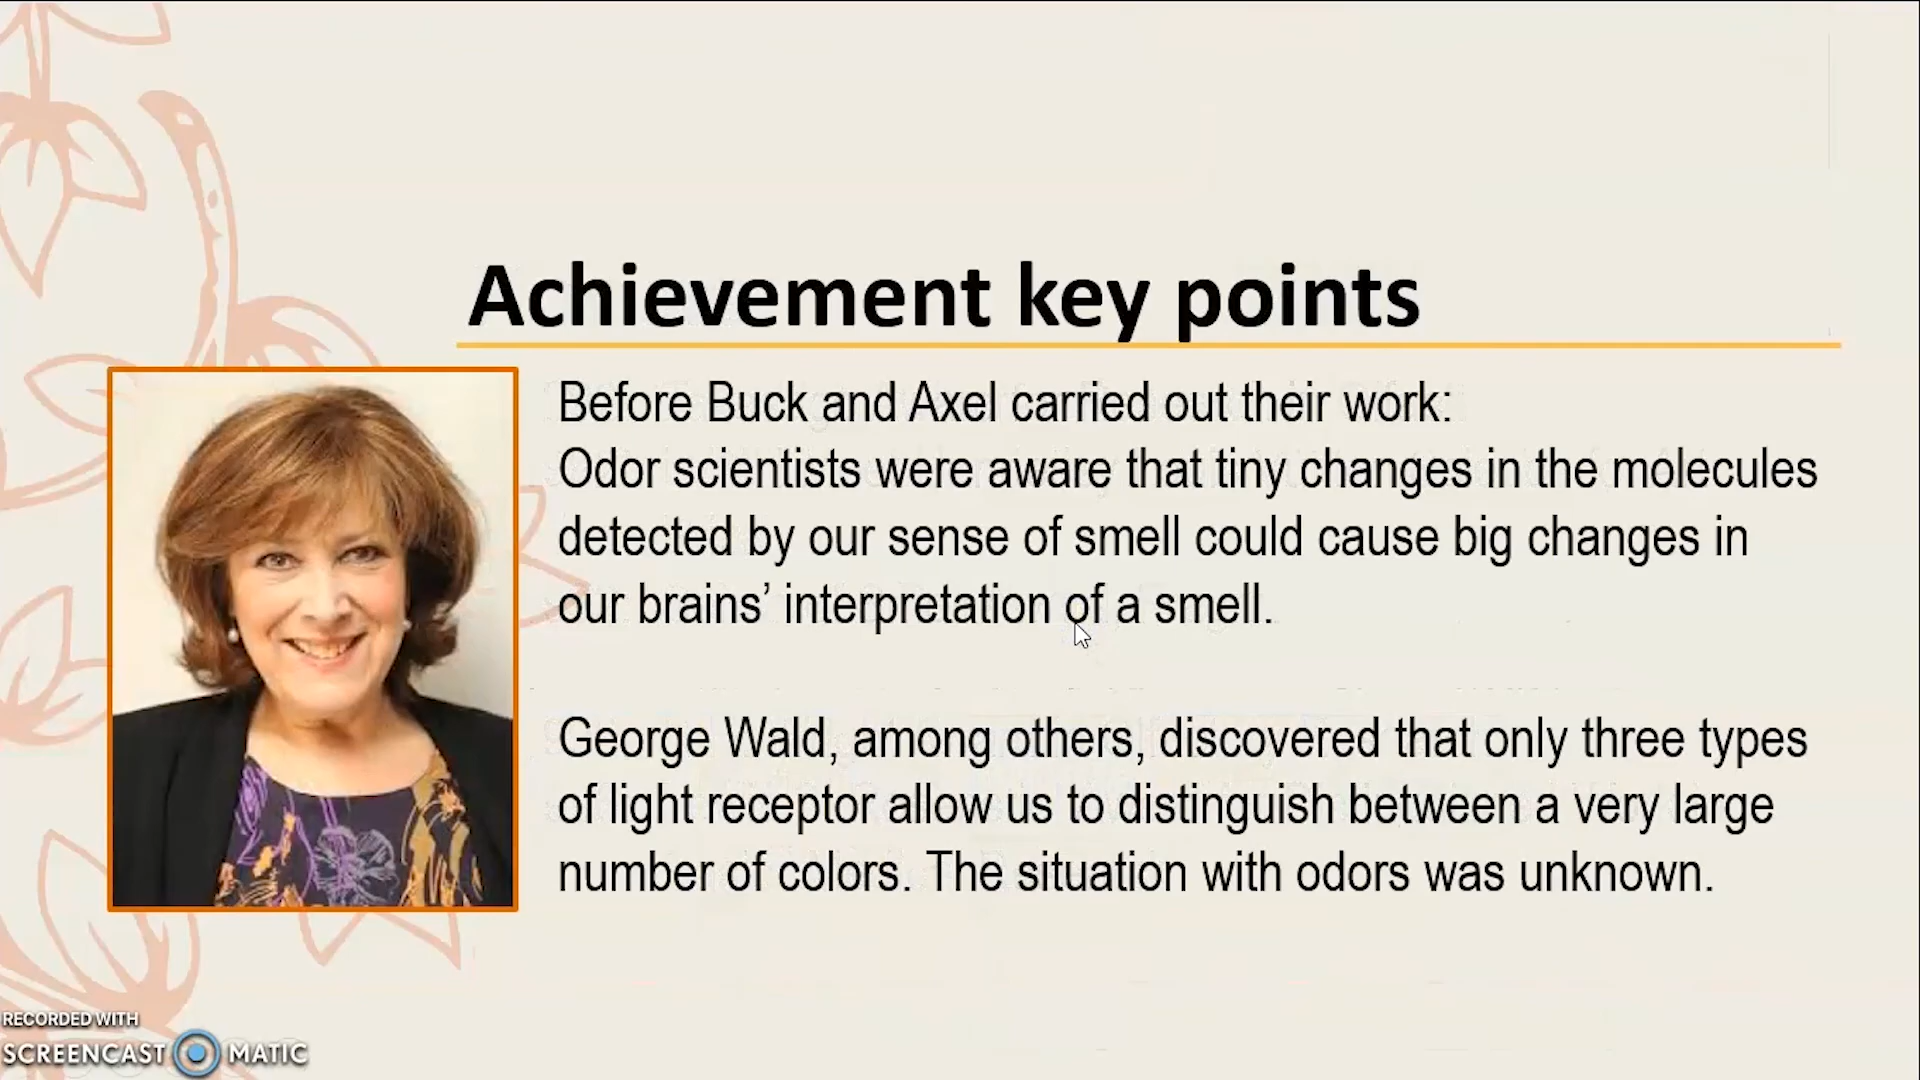 Achievement key points
Before Buck and Axel carried out their work:
Odor scientists were aware that tiny changes in the molecules
detected by our sense of smell could cause big changes in
our brains’ interpretation of a smell.
George Wald, among others, discovered that only three types
of light receptor allow us to distinguish between a very large
number of colors. The situation with odors was unknown.
RECORDED WITH
SCREENCAST MATIC